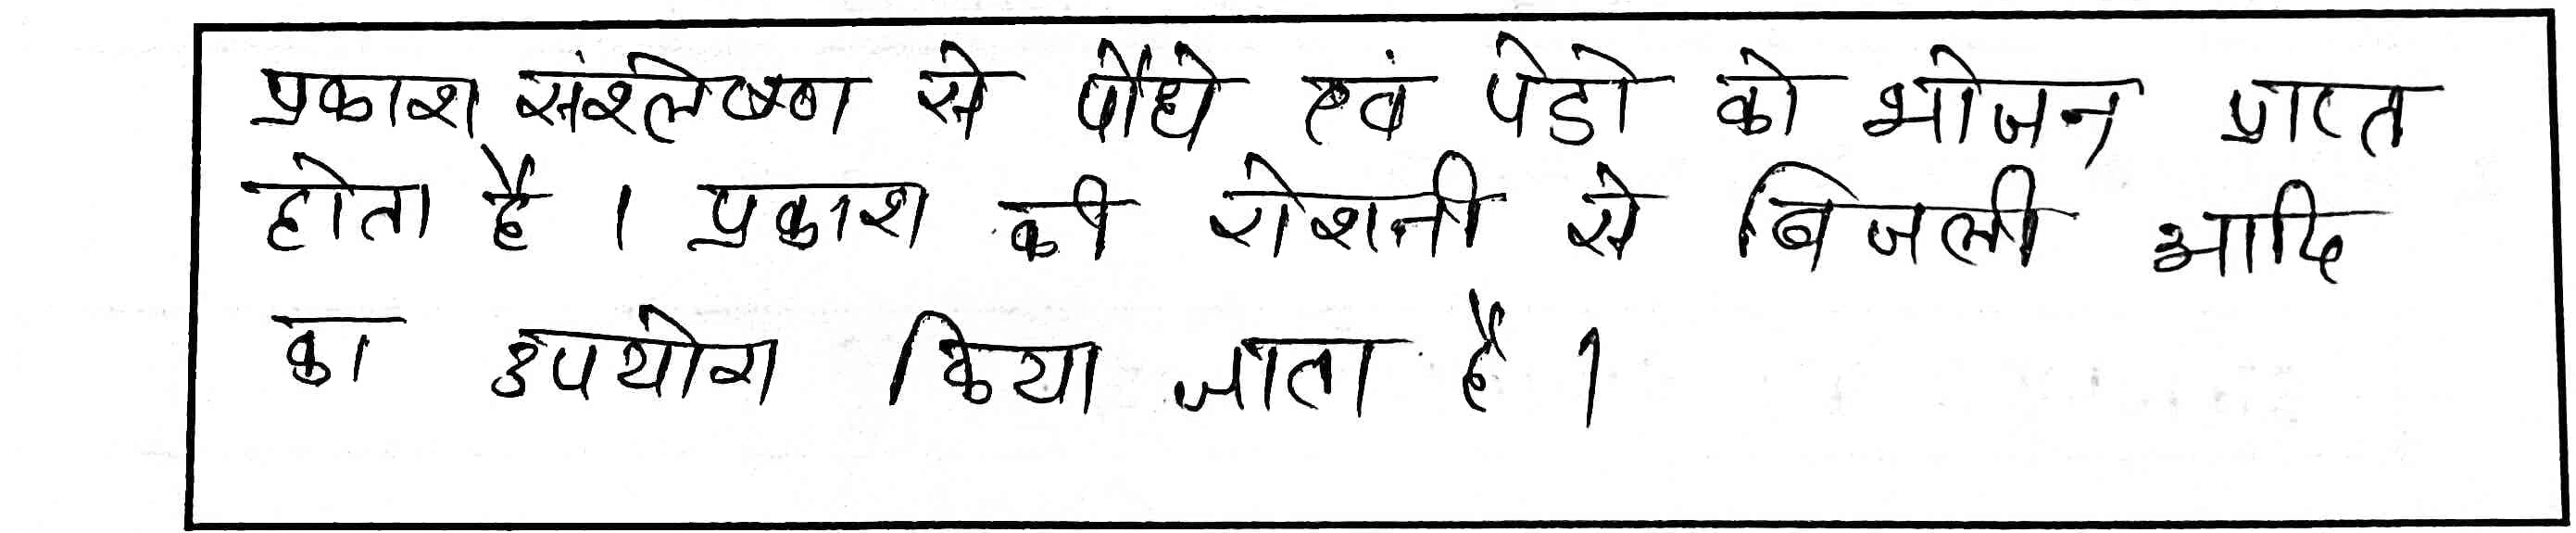 प्रकाश संश्लेषण से पौधे एवं पेडो को भोजन प्राप्त
होता है । प्रकाश की रोशनी से बिजली आदि
का उपयोग किया जाता है ।